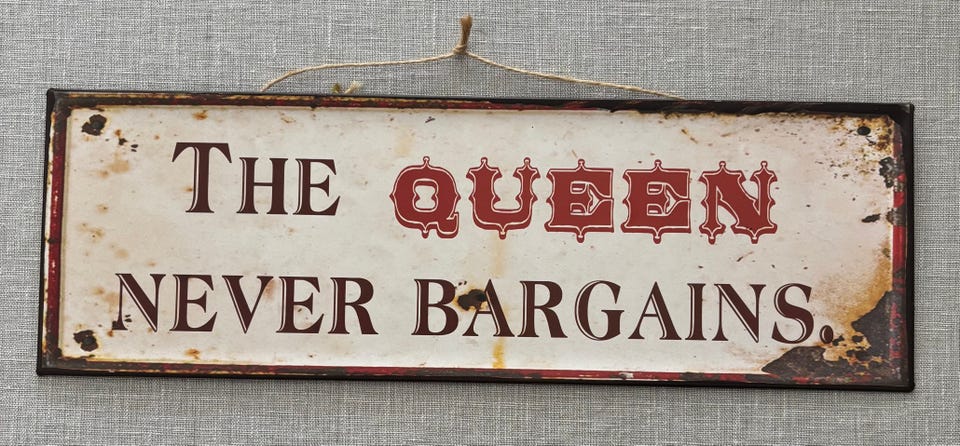 THE QUEEN
NEVER BARGAINS.